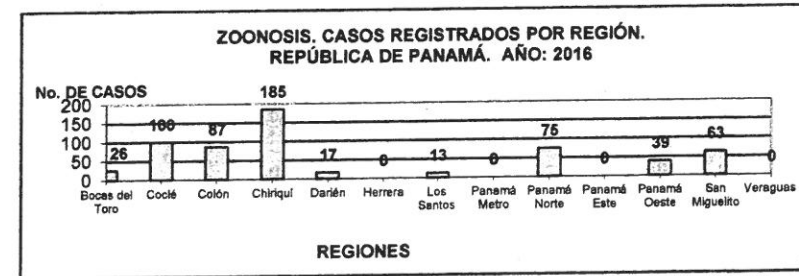 ZOONOSIS. CASOS REGISTRADOS POR REGIÓN.
REPÚBLICA DE PANAMÁ. AÑO: 2016
No. DE CASOS
200
150
100
50
0
26
100
87
185
17
0
13
0
75
0
39
63
0
Bocas del Toro
Coclé
Colón
Chiriquí
Darién
Herrera
Los Santos
Panamá Metro
Panamá Norte
Panamá Este
Panamá Oeste
San Miguelito
Veraguas
REGIONES